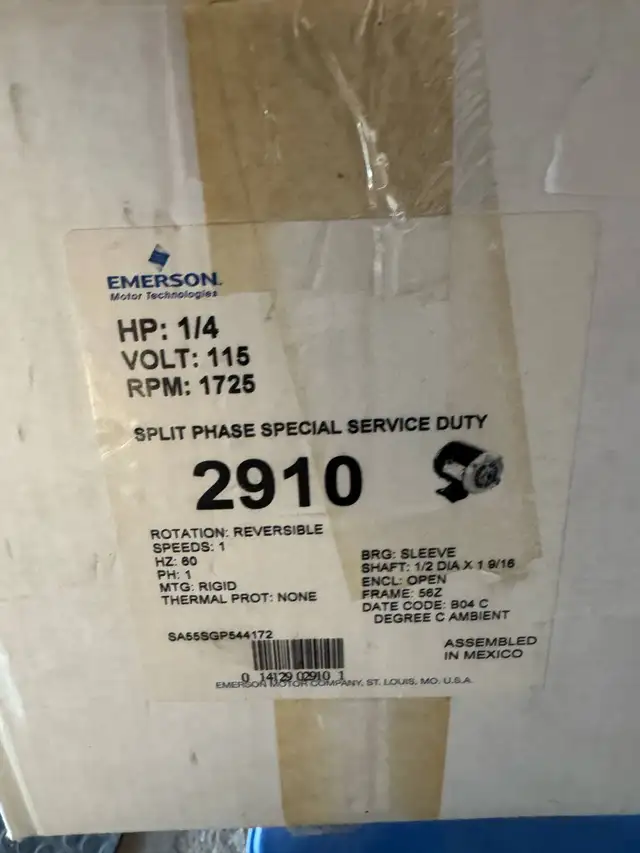 EMERSON.
Motor Technologies
HP: 1/4
VOLT: 115
RPM: 1725
SPLIT PHASE SPECIAL SERVICE DUTY
2910
ROTATION: REVERSIBLE
SPEEDS: 1
HZ: 60
PH: 1
MTG: RIGID
THERMAL PROT: NONE
BRG: SLEEVE
SHAFT: 1/2 DIA X 1 9/16
ENCL: OPEN
FRAME: 56Z
DATE CODE: B04 C
DEGREE C AMBIENT
SA55SGP544172
0 14129 02910 1
ASSEMBLED
IN MEXICO
EMERSON MOTOR COMPANY, ST. LOUIS, MO. U.S.A.